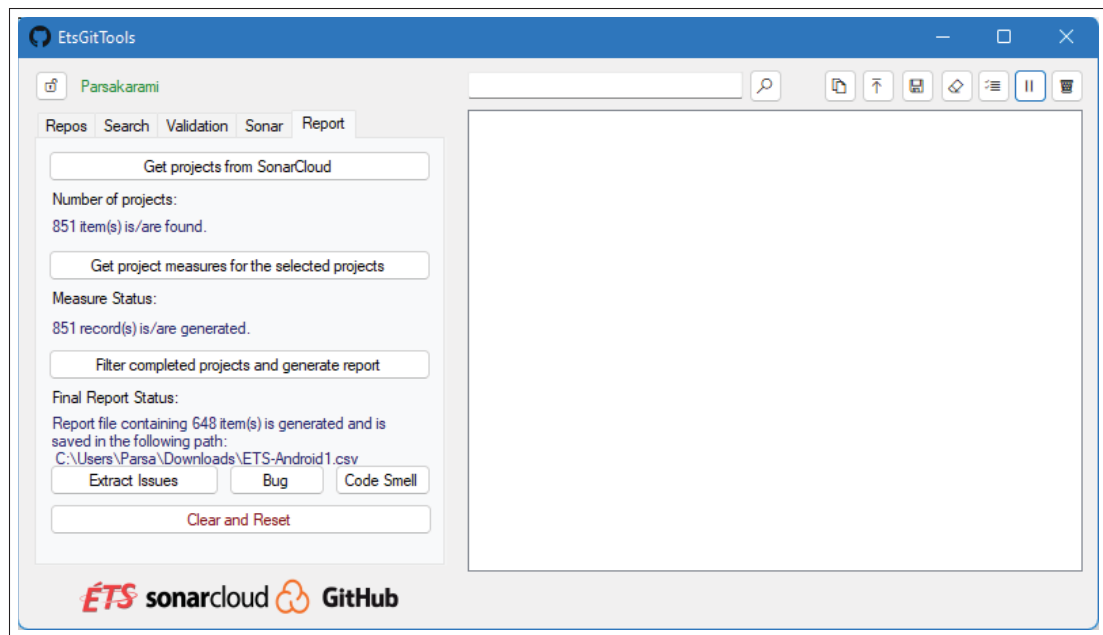 EtsGitTools
Parsakarami
Repos Search Validation Sonar Report
Get projects from SonarCloud
Number of projects:
851 item(s) is/are found.
Get project measures for the selected projects
Measure Status:
851 record(s) is/are generated.
Filter completed projects and generate report
Final Report Status:
Report file containing 648 item(s) is generated and is
saved in the following path:
C:\Users\Parsa\Downloads\ETS-Android1.csv
Extract Issues Bug Code Smell
Clear and Reset
ÉTS sonarcloud GitHub